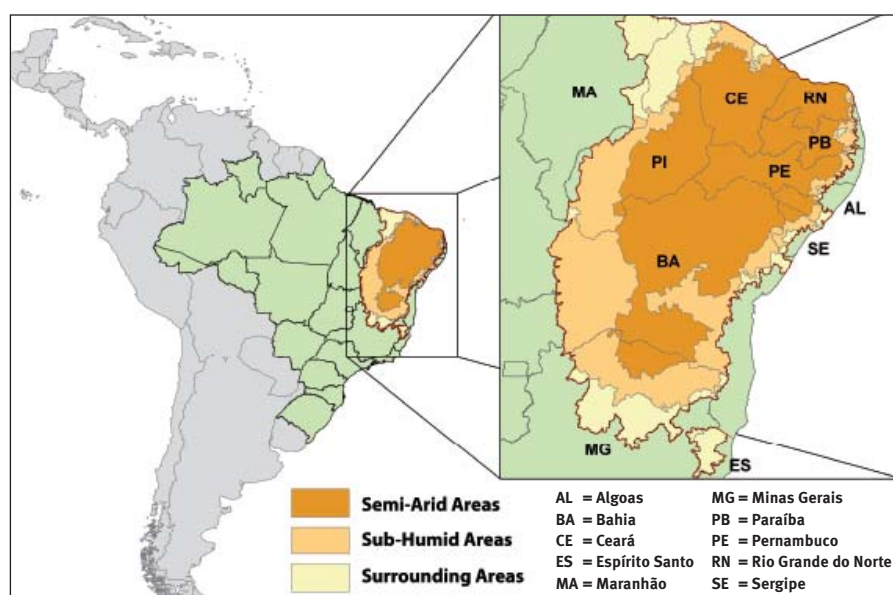 MA
CE
RN
PB
PI
PE
AL
SE
BA
MG
ES
Semi-Arid Areas
Sub-Humid Areas
Surrounding Areas
AL = Algoas
BA = Bahia
CE = Ceará
ES = Espírito Santo
MA = Maranhão
MG = Minas Gerais
PB = Paraíba
PE = Pernambuco
RN = Rio Grande do Norte
SE = Sergipe